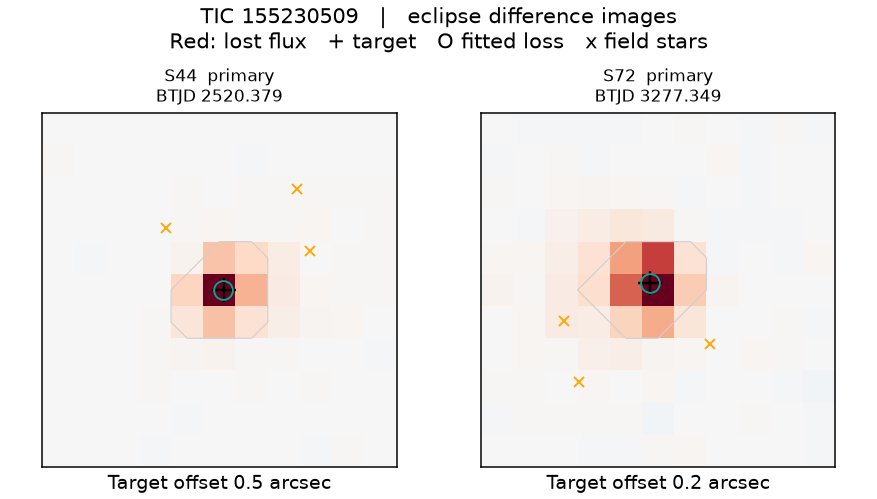 TIC 155230509 | eclipse difference images
Red: lost flux + target O fitted loss x field stars
S44 primary
BTJD 2520.379
S72 primary
BTJD 3277.349
Target offset 0.5 arcsec
Target offset 0.2 arcsec